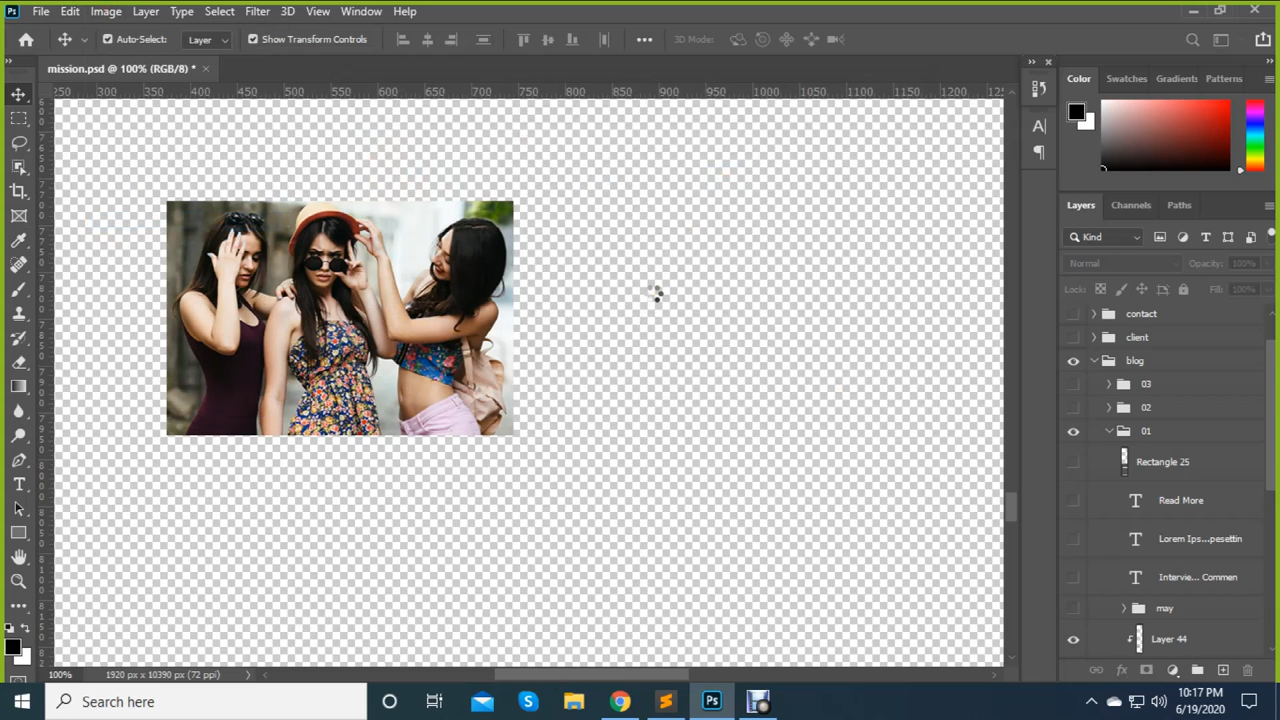 Ps File Edit Image Layer Type Select Filter 3D View Window Help
Auto-Select: Layer Show Transform Controls 3D Mode:
mission.psd @ 100% (RGB/8) * ×
250 300 350 400 450 500 550 600 650 700 750 800 850 900 950 1000 1050 1100 1150 1200 125
Color Swatches Gradients Patterns
Layers Channels Paths
Kind
Normal Opacity: 100%
Lock: Fill: 100%
contact
client
blog
03
02
01
Rectangle 25
T Read More
T Lorem Ips...pesettin
T Intervie... Commen
may
Layer 44
100% 1920 px x 10390 px (72 ppi)
Search here
Ps
10:17 PM
6/19/2020